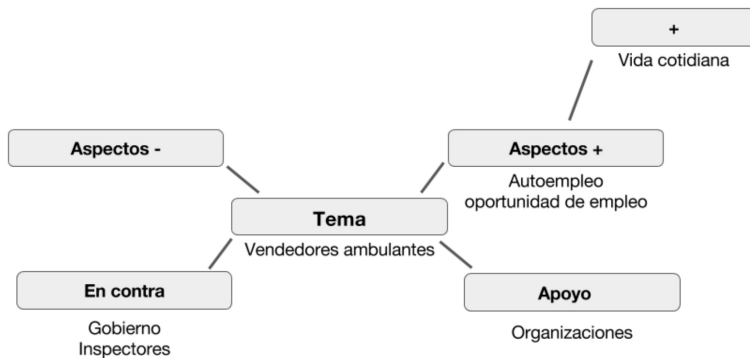 +
Vida cotidiana
Aspectos -
Aspectos +
Autoempleo
oportunidad de empleo
Tema
Vendedores ambulantes
En contra
Gobierno
Inspectores
Apoyo
Organizaciones